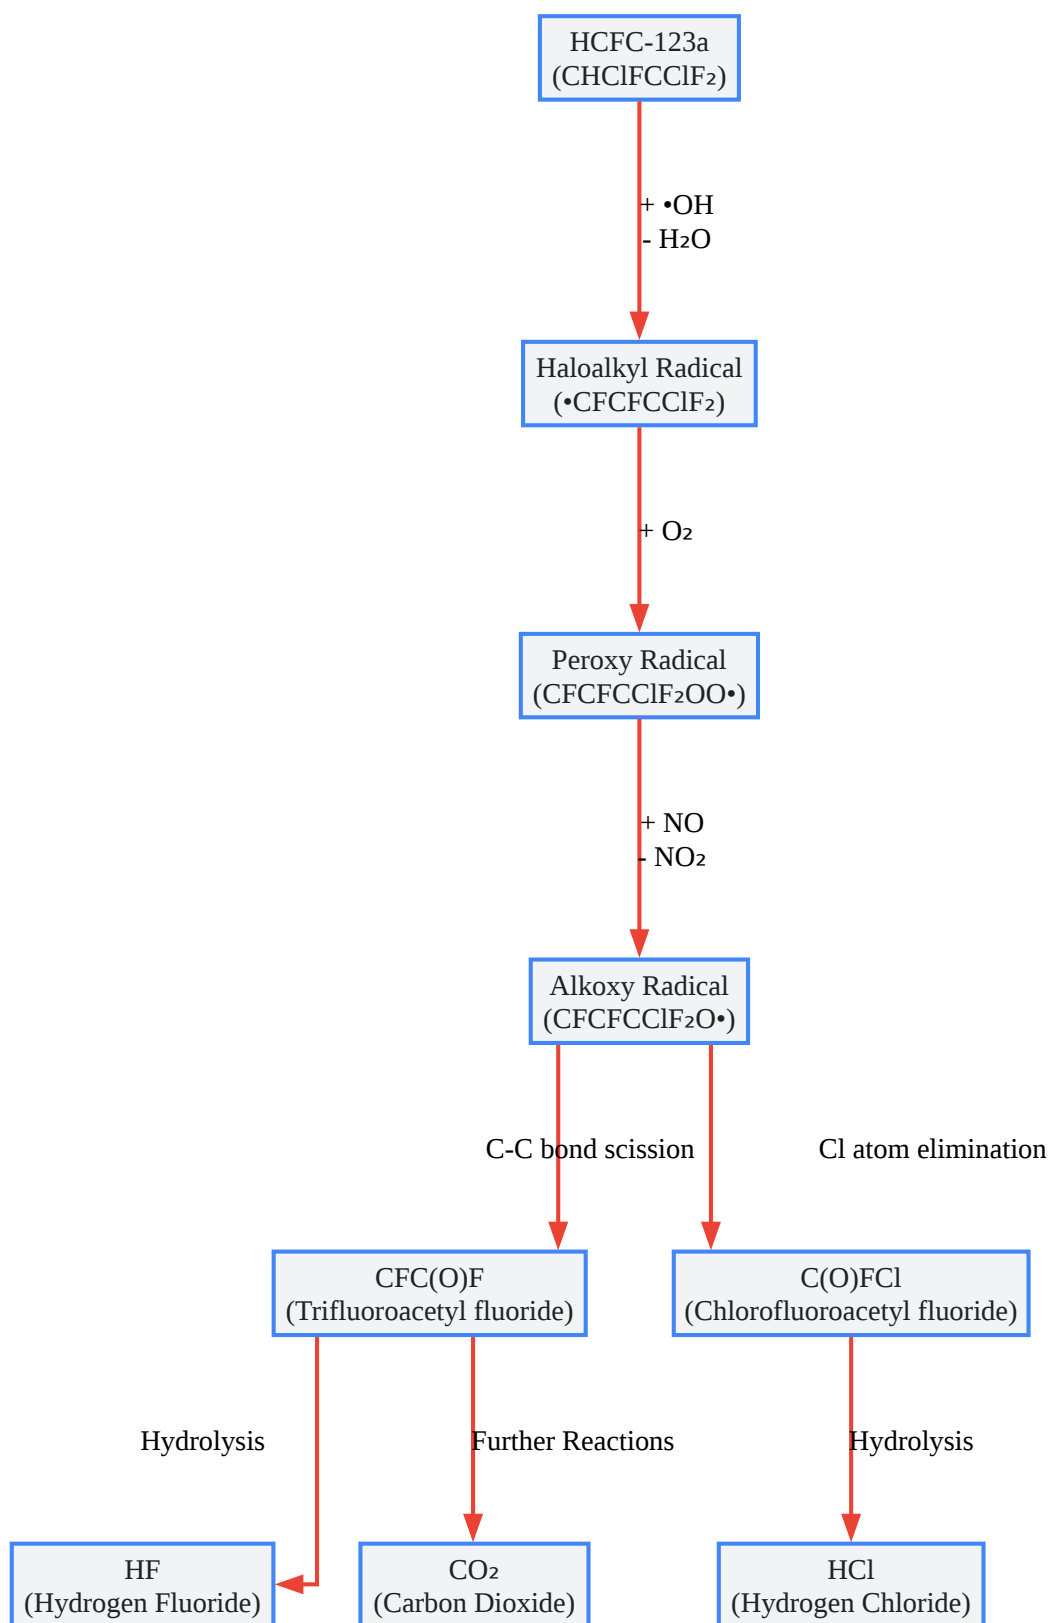 HCFC-123a
(CHClFCClF₂)
+ •OH
- H₂O
Haloalkyl Radical
(•CFCFCClF₂)
+ O₂
Peroxy Radical
(CFCFCClF₂OO•)
+ NO
- NO₂
Alkoxy Radical
(CFCFCClF₂O•)
C-C bond scission
Cl atom elimination
CFC(O)F
(Trifluoroacetyl fluoride)
C(O)FCl
(Chlorofluoroacetyl fluoride)
Hydrolysis
Further Reactions
Hydrolysis
HF
(Hydrogen Fluoride)
CO₂
(Carbon Dioxide)
HCl
(Hydrogen Chloride)